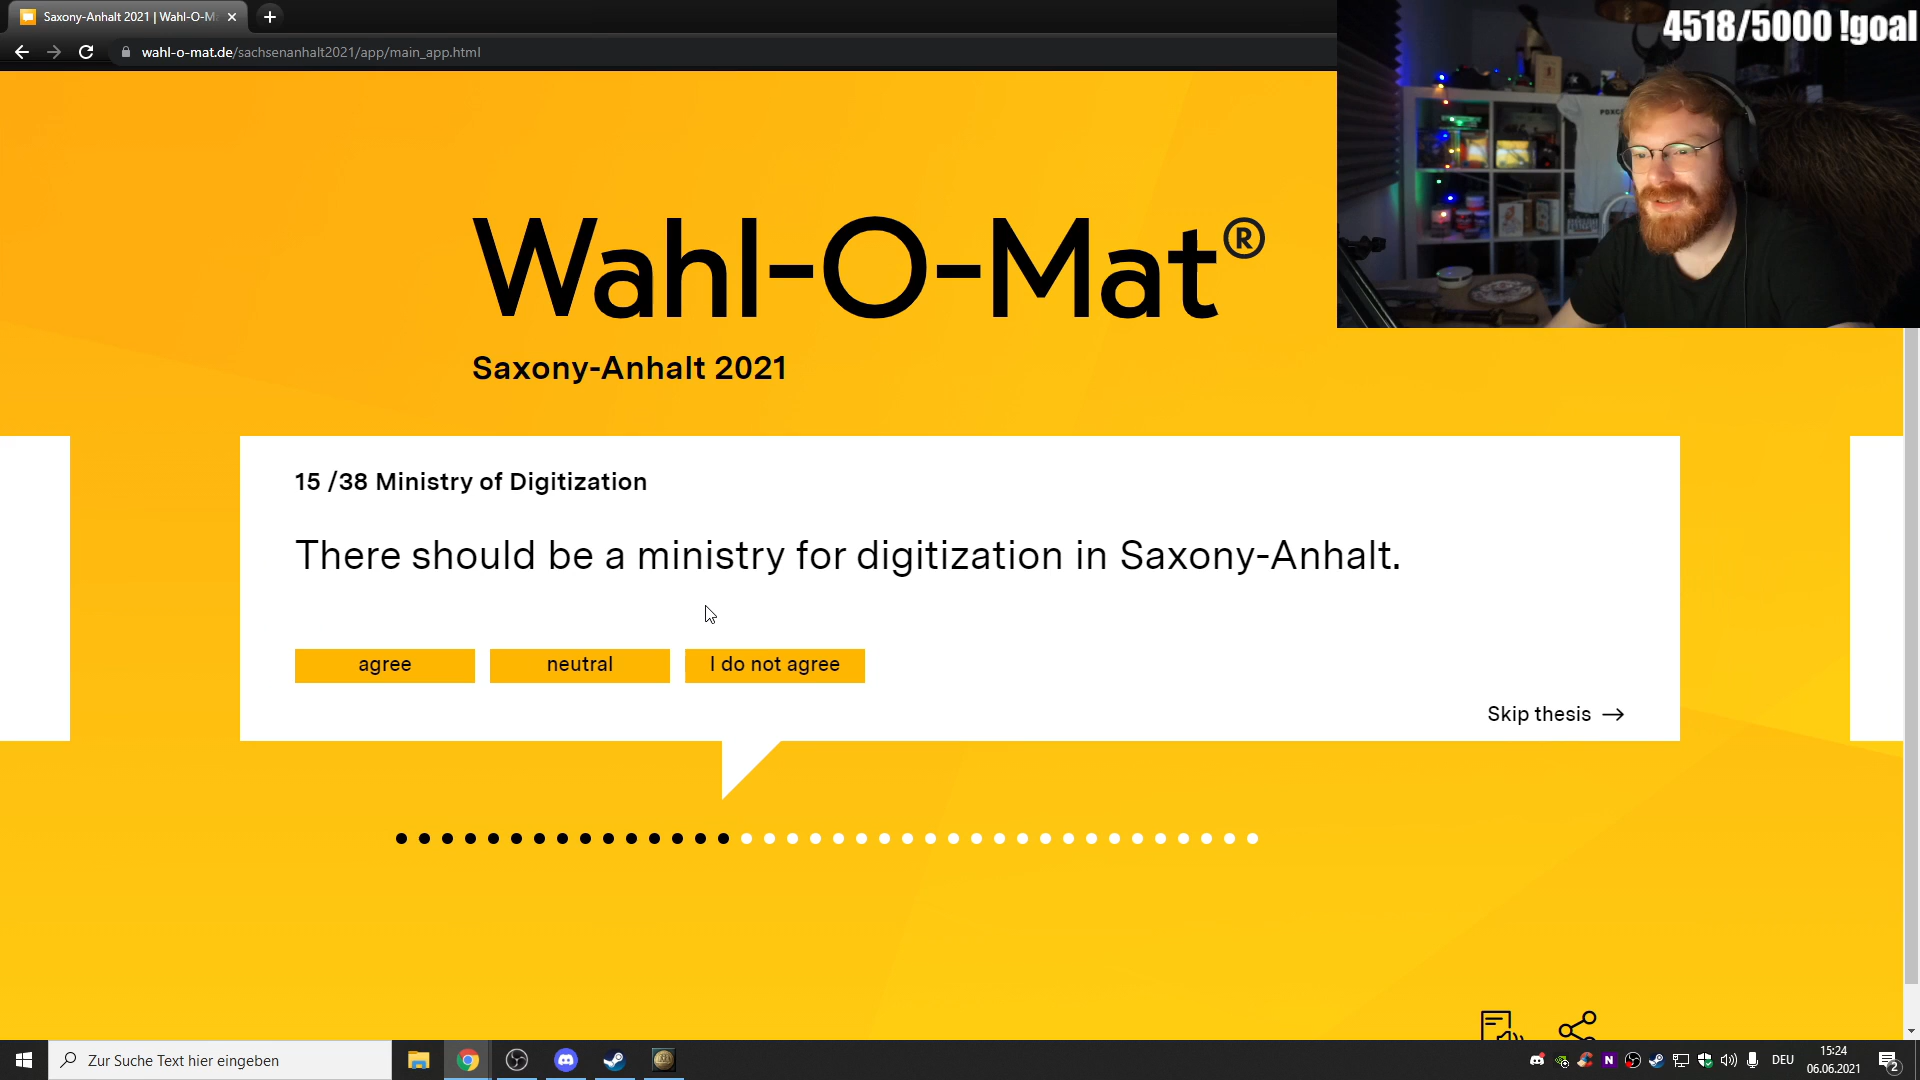 Saxony-Anhalt 2021 | Wahl-O-Ma
wahl-o-mat.de/sachsenanhalt2021/app/main_app.html
4518/5000 !goal
Wahl-O-Mat®
Saxony-Anhalt 2021
15 /38 Ministry of Digitization
There should be a ministry for digitization in Saxony-Anhalt.
agree
neutral
I do not agree
Skip thesis →
Zur Suche Text hier eingeben
DEU
15:24
06.06.2021
2